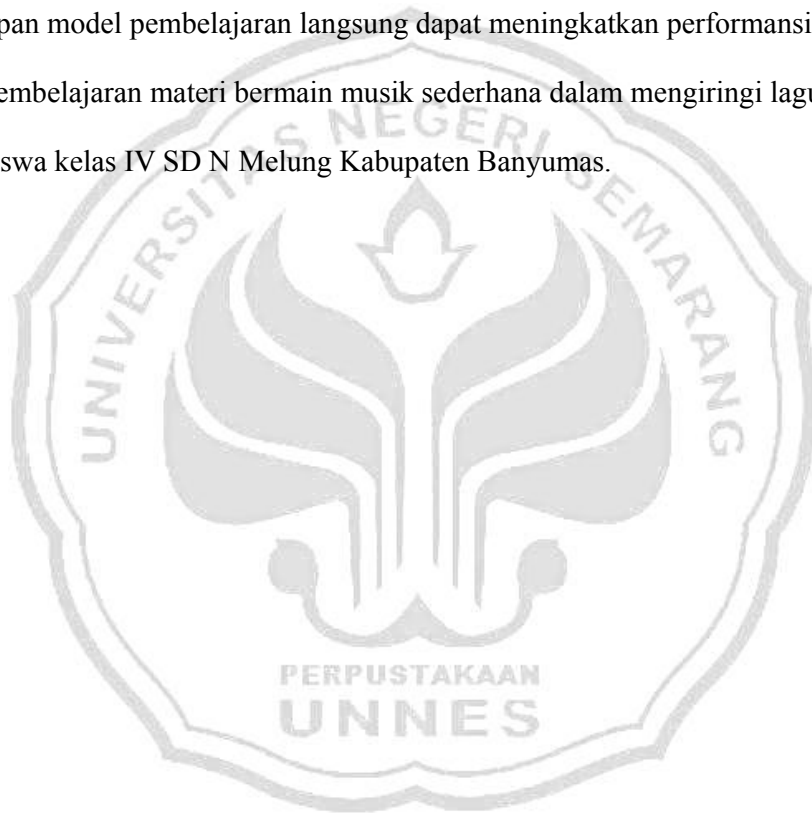 pan model pembelajaran langsung dapat meningkatkan performansi
embelajaran materi bermain musik sederhana dalam mengiringi lagu
swa kelas IV SD N Melung Kabupaten Banyumas.
UNIVERSITAS NEGERI SEMARANG
PERPUSTAKAAN
UNNES